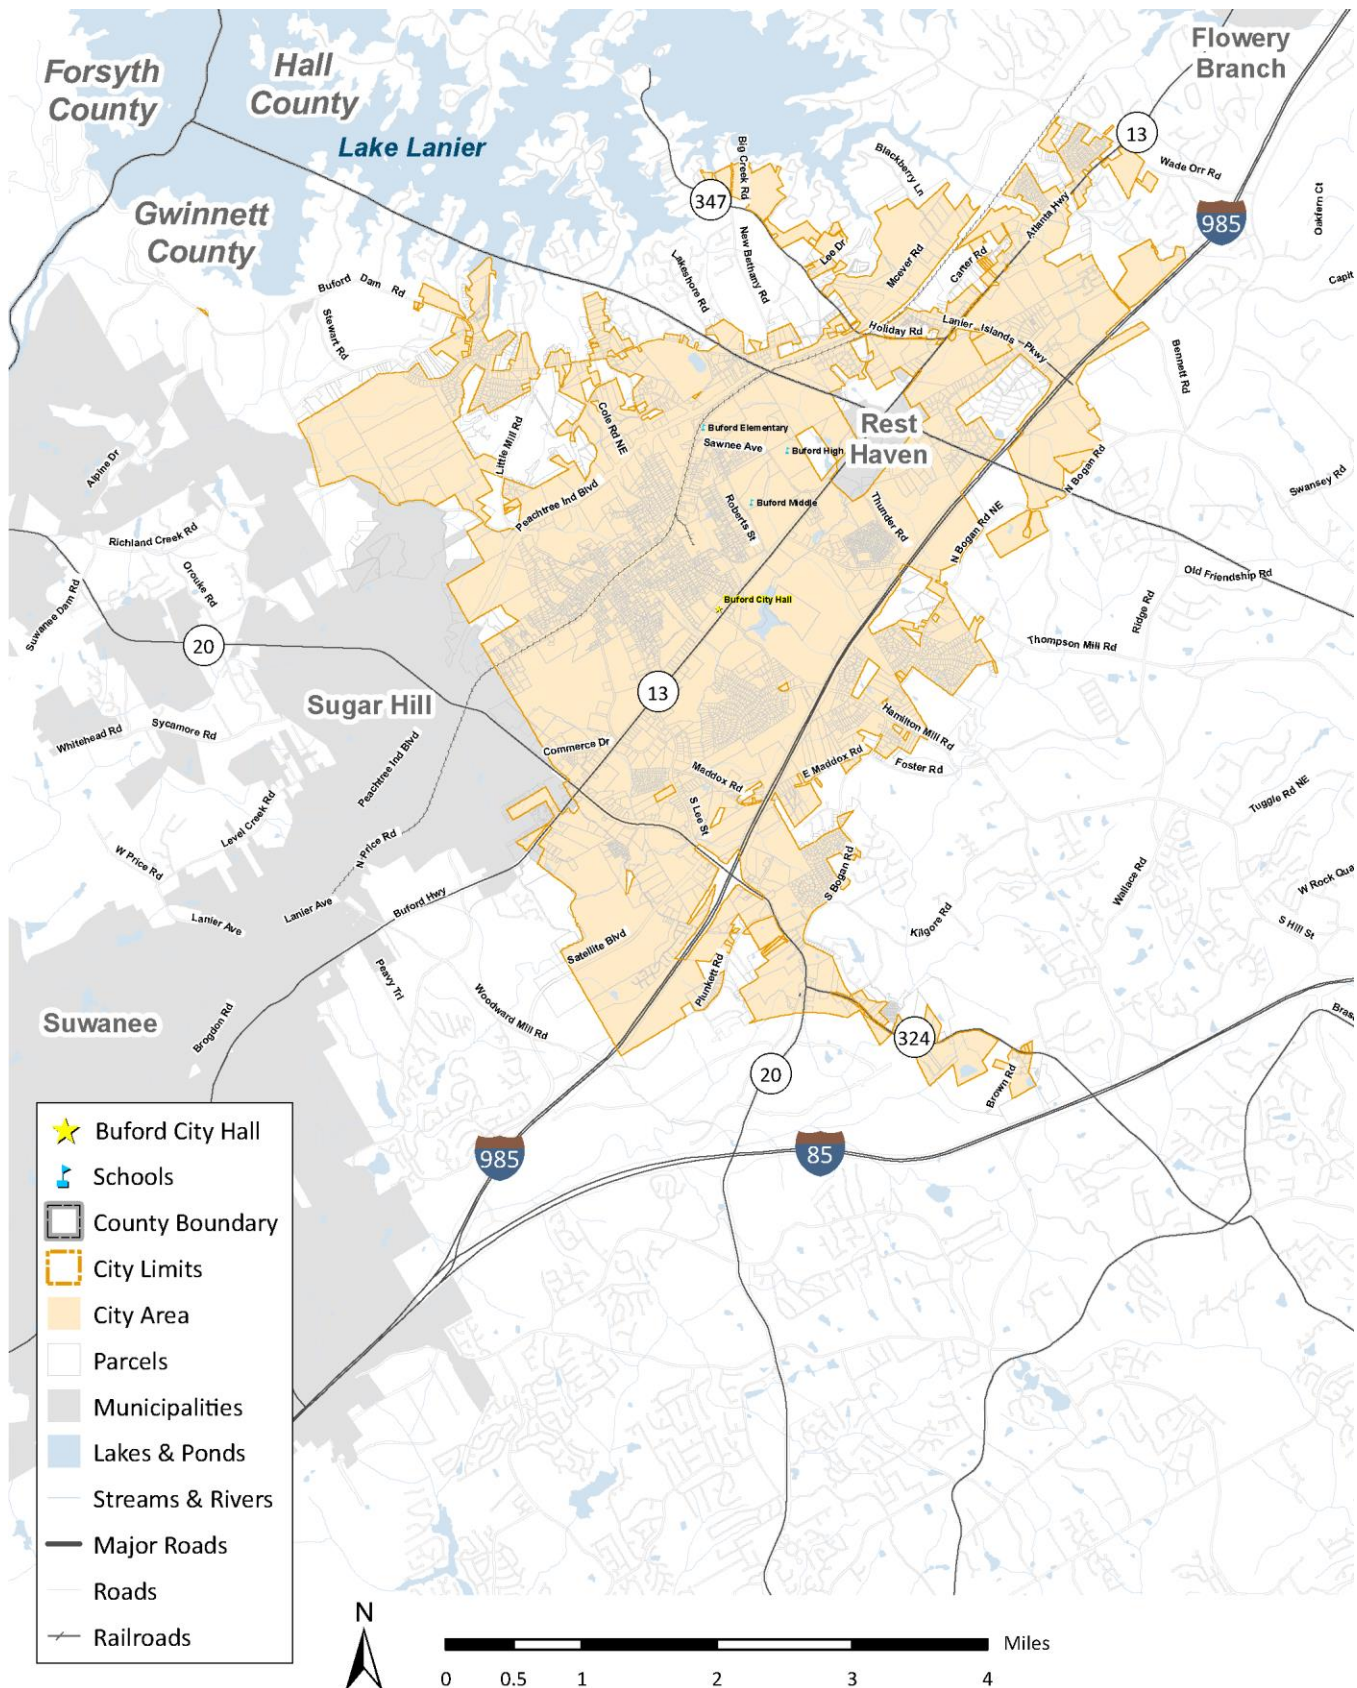 Flowery
Branch
Forsyth
County
Hall
County
Lake Lanier
13
Big Creek Rd
Blackberry Ln
Wade Orr Rd
Oakfern Ct
347
Atlanta Hwy
985
Gwinnett
County
Lee Dr
Mcever Rd
Carter Rd
New Bethany Rd
Lakeshore Rd
Buford Dam Rd
Capit
Stewart Rd
Holiday Rd
Lanier Islands Pkwy
Bennett Rd
Cole Rd NE
Little Mill Rd
Buford Elementary
Sawnee Ave
Buford High
Rest
Haven
N Bogan Rd
Alpine Dr
Swansey Rd
Peachtree Ind Blvd
Buford Middle
Roberts St
Thunder Rd
N Bogan Rd NE
Richland Creek Rd
Orouke Rd
Old Friendship Rd
Suwanee Dam Rd
Buford City Hall
Ridge Rd
20
Thompson Mill Rd
13
Sugar Hill
Whitehead Rd
Sycamore Rd
Hamilton Mill Rd
Commerce Dr
Peachtree Ind Blvd
Maddox Rd
E Maddox Rd
Foster Rd
Tuggle Rd NE
Level Creek Rd
S Lee St
N Price Rd
W Price Rd
S Bogan Rd
Wallace Rd
W Rock Qua
Lanier Ave
Lanier Ave
Buford Hwy
Kilgore Rd
S Hill St
Satellite Blvd
Plunkett Rd
Peavy Trl
Woodward Mill Rd
Suwanee
Brogdon Rd
Bras
324
20
Brown Rd
985
85
Buford City Hall
Schools
County Boundary
City Limits
City Area
Parcels
Municipalities
Lakes & Ponds
Streams & Rivers
Major Roads
Roads
Railroads
N
Miles
0 0.5 1 2 3 4